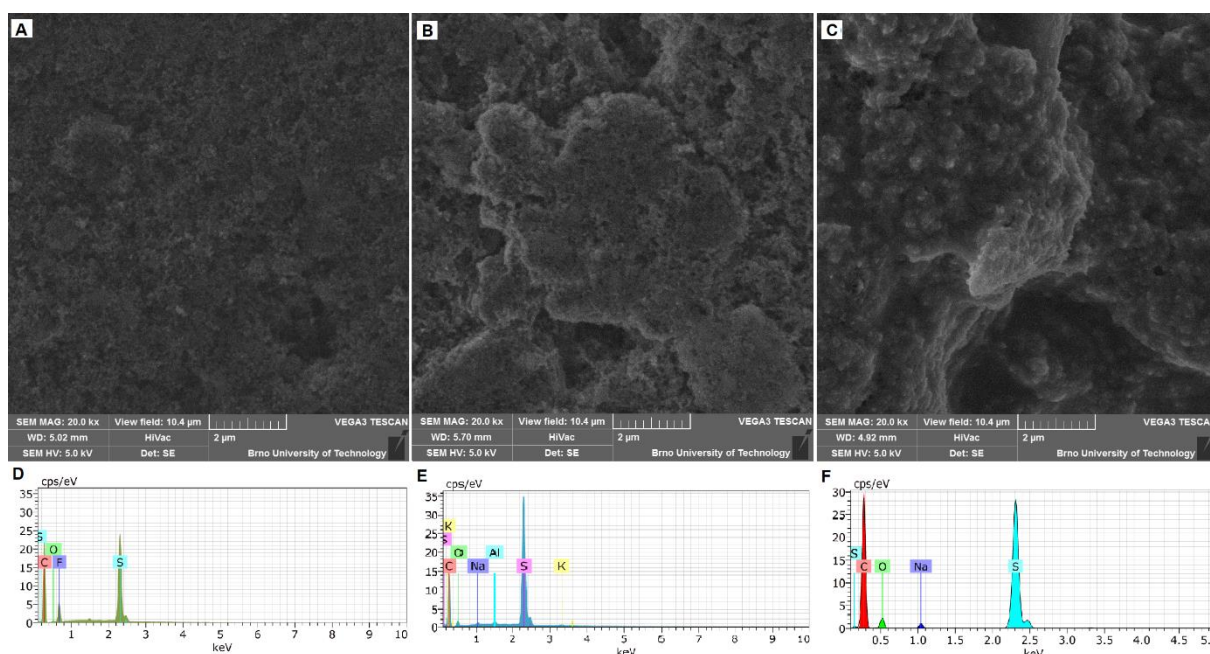 A
B
C
SEM MAG: 20.0 kx View field: 10.4 µm VEGA3 TESCAN
WD: 5.02 mm HiVac 2 µm
SEM HV: 5.0 kV Det: SE Brno University of Technology
SEM MAG: 20.0 kx View field: 10.4 µm VEGA3 TESCAN
WD: 5.70 mm HiVac 2 µm
SEM HV: 5.0 kV Det: SE Brno University of Technology
SEM MAG: 20.0 kx View field: 10.4 µm VEGA3 TESCAN
WD: 4.92 mm HiVac 2 µm
SEM HV: 5.0 kV Det: SE Brno University of Technology
D
cps/eV
35
30
25
20
15
10
5
0
S
O
C F S
1 2 3 4 5 6 7 8 9 10
keV
E
cps/eV
35
30
25
20
15
10
5
0
K
S
O Al
C Na S K
1 2 4 6 8 10
keV
F
cps/eV
30
25
20
15
10
5
0
S
C O Na S
0.5 1.0 1.5 2.0 2.5 3.0 3.5 4.0 4.5 5.0
keV